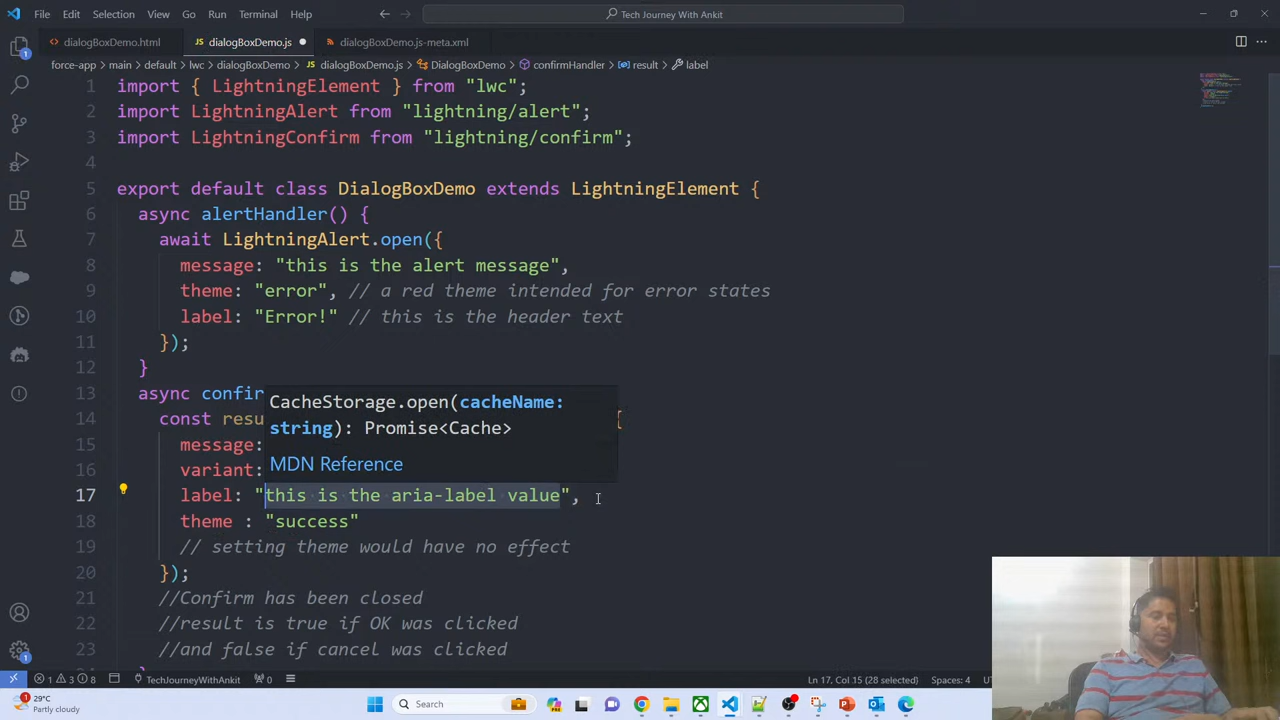 File Edit Selection View Go Run Terminal Help
Tech Journey With Ankit
dialogBoxDemo.html
JS dialogBoxDemo.js
dialogBoxDemo.js-meta.xml
force-app > main > default > lwc > dialogBoxDemo > JS dialogBoxDemo.js > DialogBoxDemo > confirmHandler > result > label
1 import { LightningElement } from "lwc";
2 import LightningAlert from "lightning/alert";
3 import LightningConfirm from "lightning/confirm";
4
5 export default class DialogBoxDemo extends LightningElement {
6 async alertHandler() {
7 await LightningAlert.open({
8 message: "this is the alert message",
9 theme: "error", // a red theme intended for error states
10 label: "Error!" // this is the header text
11 });
12 }
13 async confir
CacheStorage.open(cacheName:
string): Promise<Cache>
MDN Reference
14 const resu {
15 message:
16 variant:
17 label: "this is the aria-label value",
18 theme : "success"
19 // setting theme would have no effect
20 });
21 //Confirm has been closed
22 //result is true if OK was clicked
23 //and false if cancel was clicked
1 3 8 TechJourneyWithAnkit 0 Ln 17, Col 15 (28 selected) Spaces: 4
29°C
Partly cloudy
Search